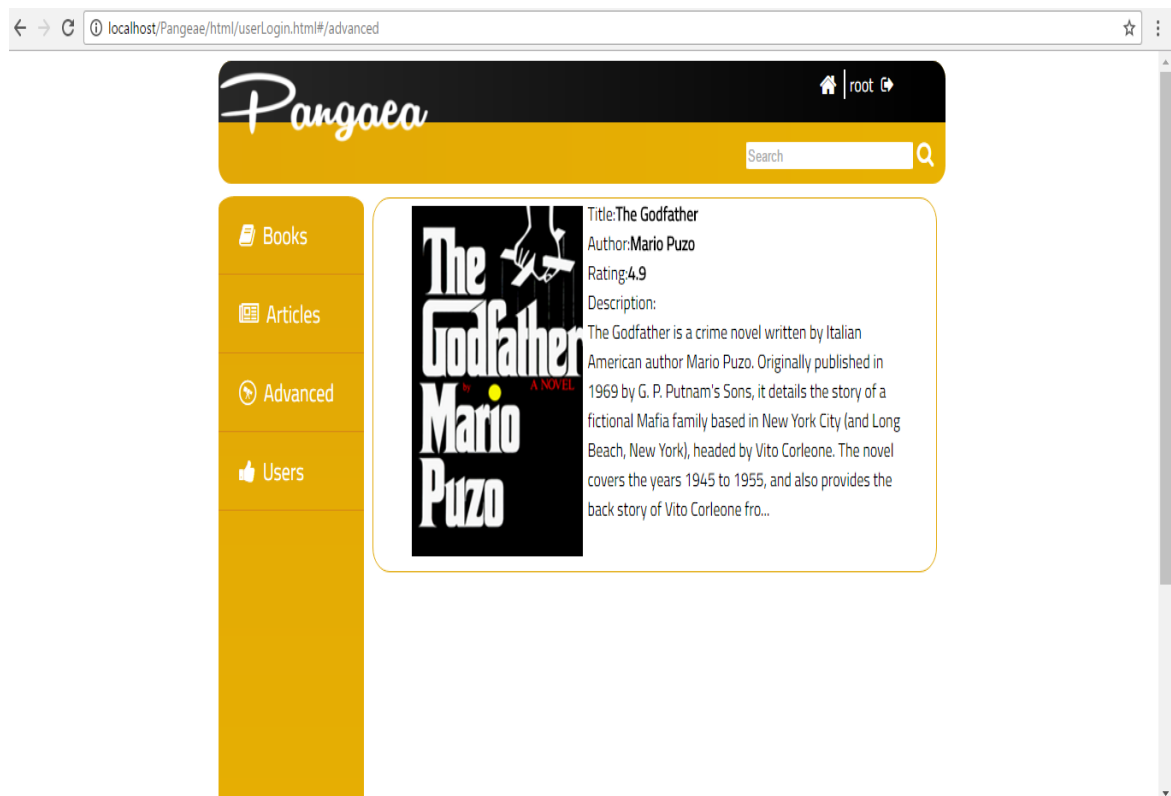 localhost/Pangeae/html/userLogin.html#/advanced
Pangaea
root
Search
Books
Articles
Advanced
Users
The
Godfather
by
A NOVEL
Mario
Puzo
Title:The Godfather
Author:Mario Puzo
Rating:4.9
Description:
The Godfather is a crime novel written by Italian
American author Mario Puzo. Originally published in
1969 by G. P. Putnam's Sons, it details the story of a
fictional Mafia family based in New York City (and Long
Beach, New York), headed by Vito Corleone. The novel
covers the years 1945 to 1955, and also provides the
back story of Vito Corleone fro...